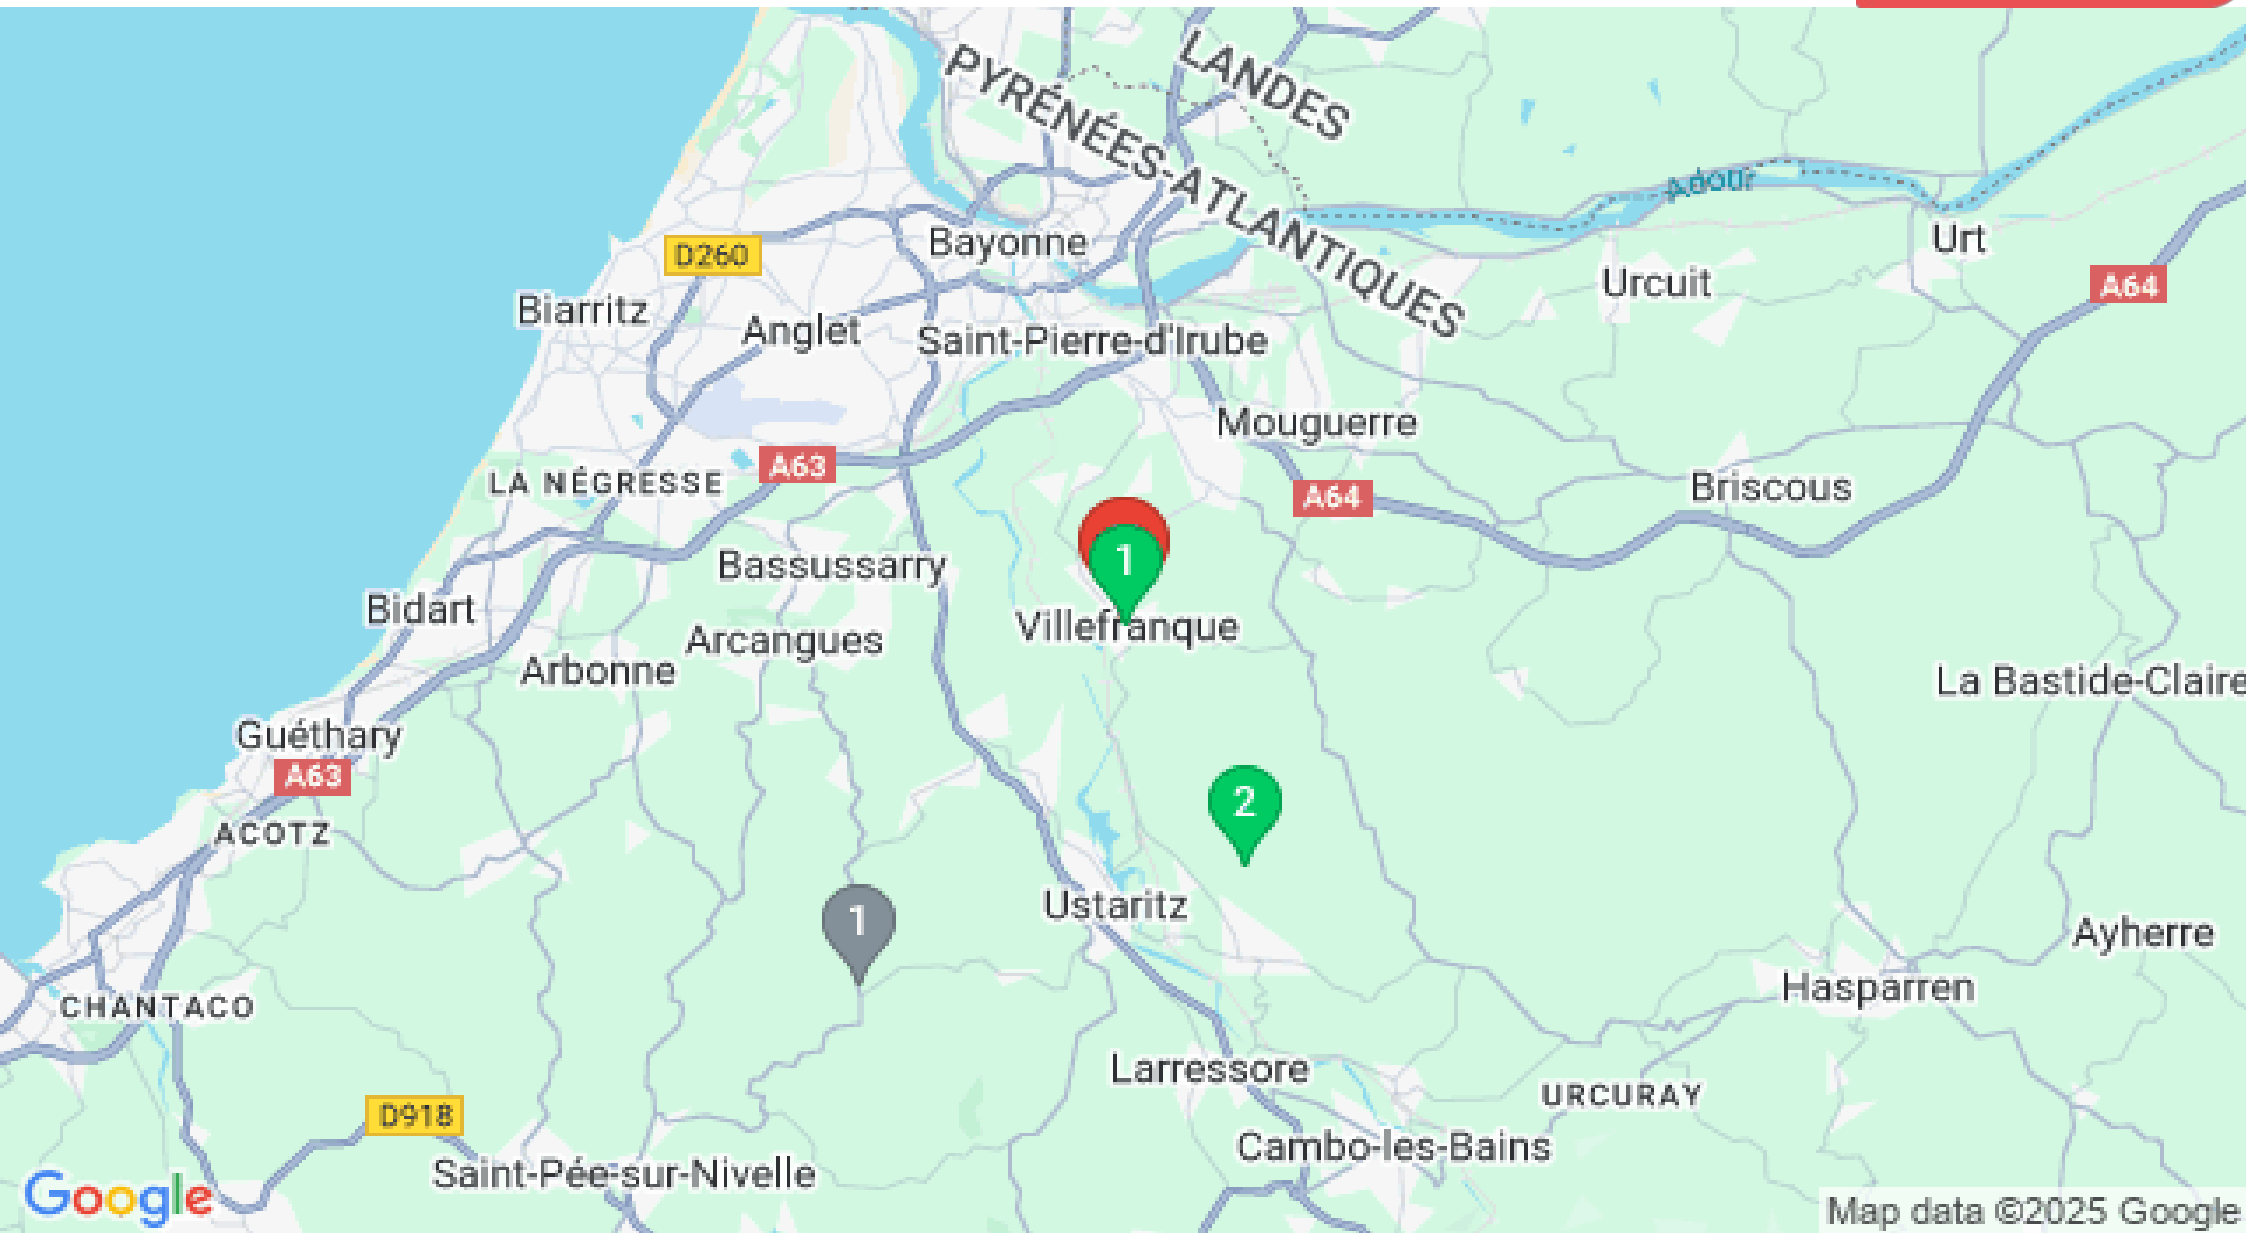 LANDES
PYRÉNÉES-ATLANTIQUES
Adour
Bayonne
Urt
D260
Urcuit
A64
Biarritz
Anglet
Saint-Pierre-d'Irube
Mouguerre
A63
LA NÉGRESSE
A64
Briscous
1
Bassussarry
Bidart
Villefranque
Arcangues
Arbonne
La Bastide-Claire
Guéthary
A63
2
ACOTZ
Ustaritz
1
Ayherre
Hasparren
CHANTACO
Larressore
URCURAY
D918
Cambo-les-Bains
Saint-Pée-sur-Nivelle
Google
Map data ©2025 Google